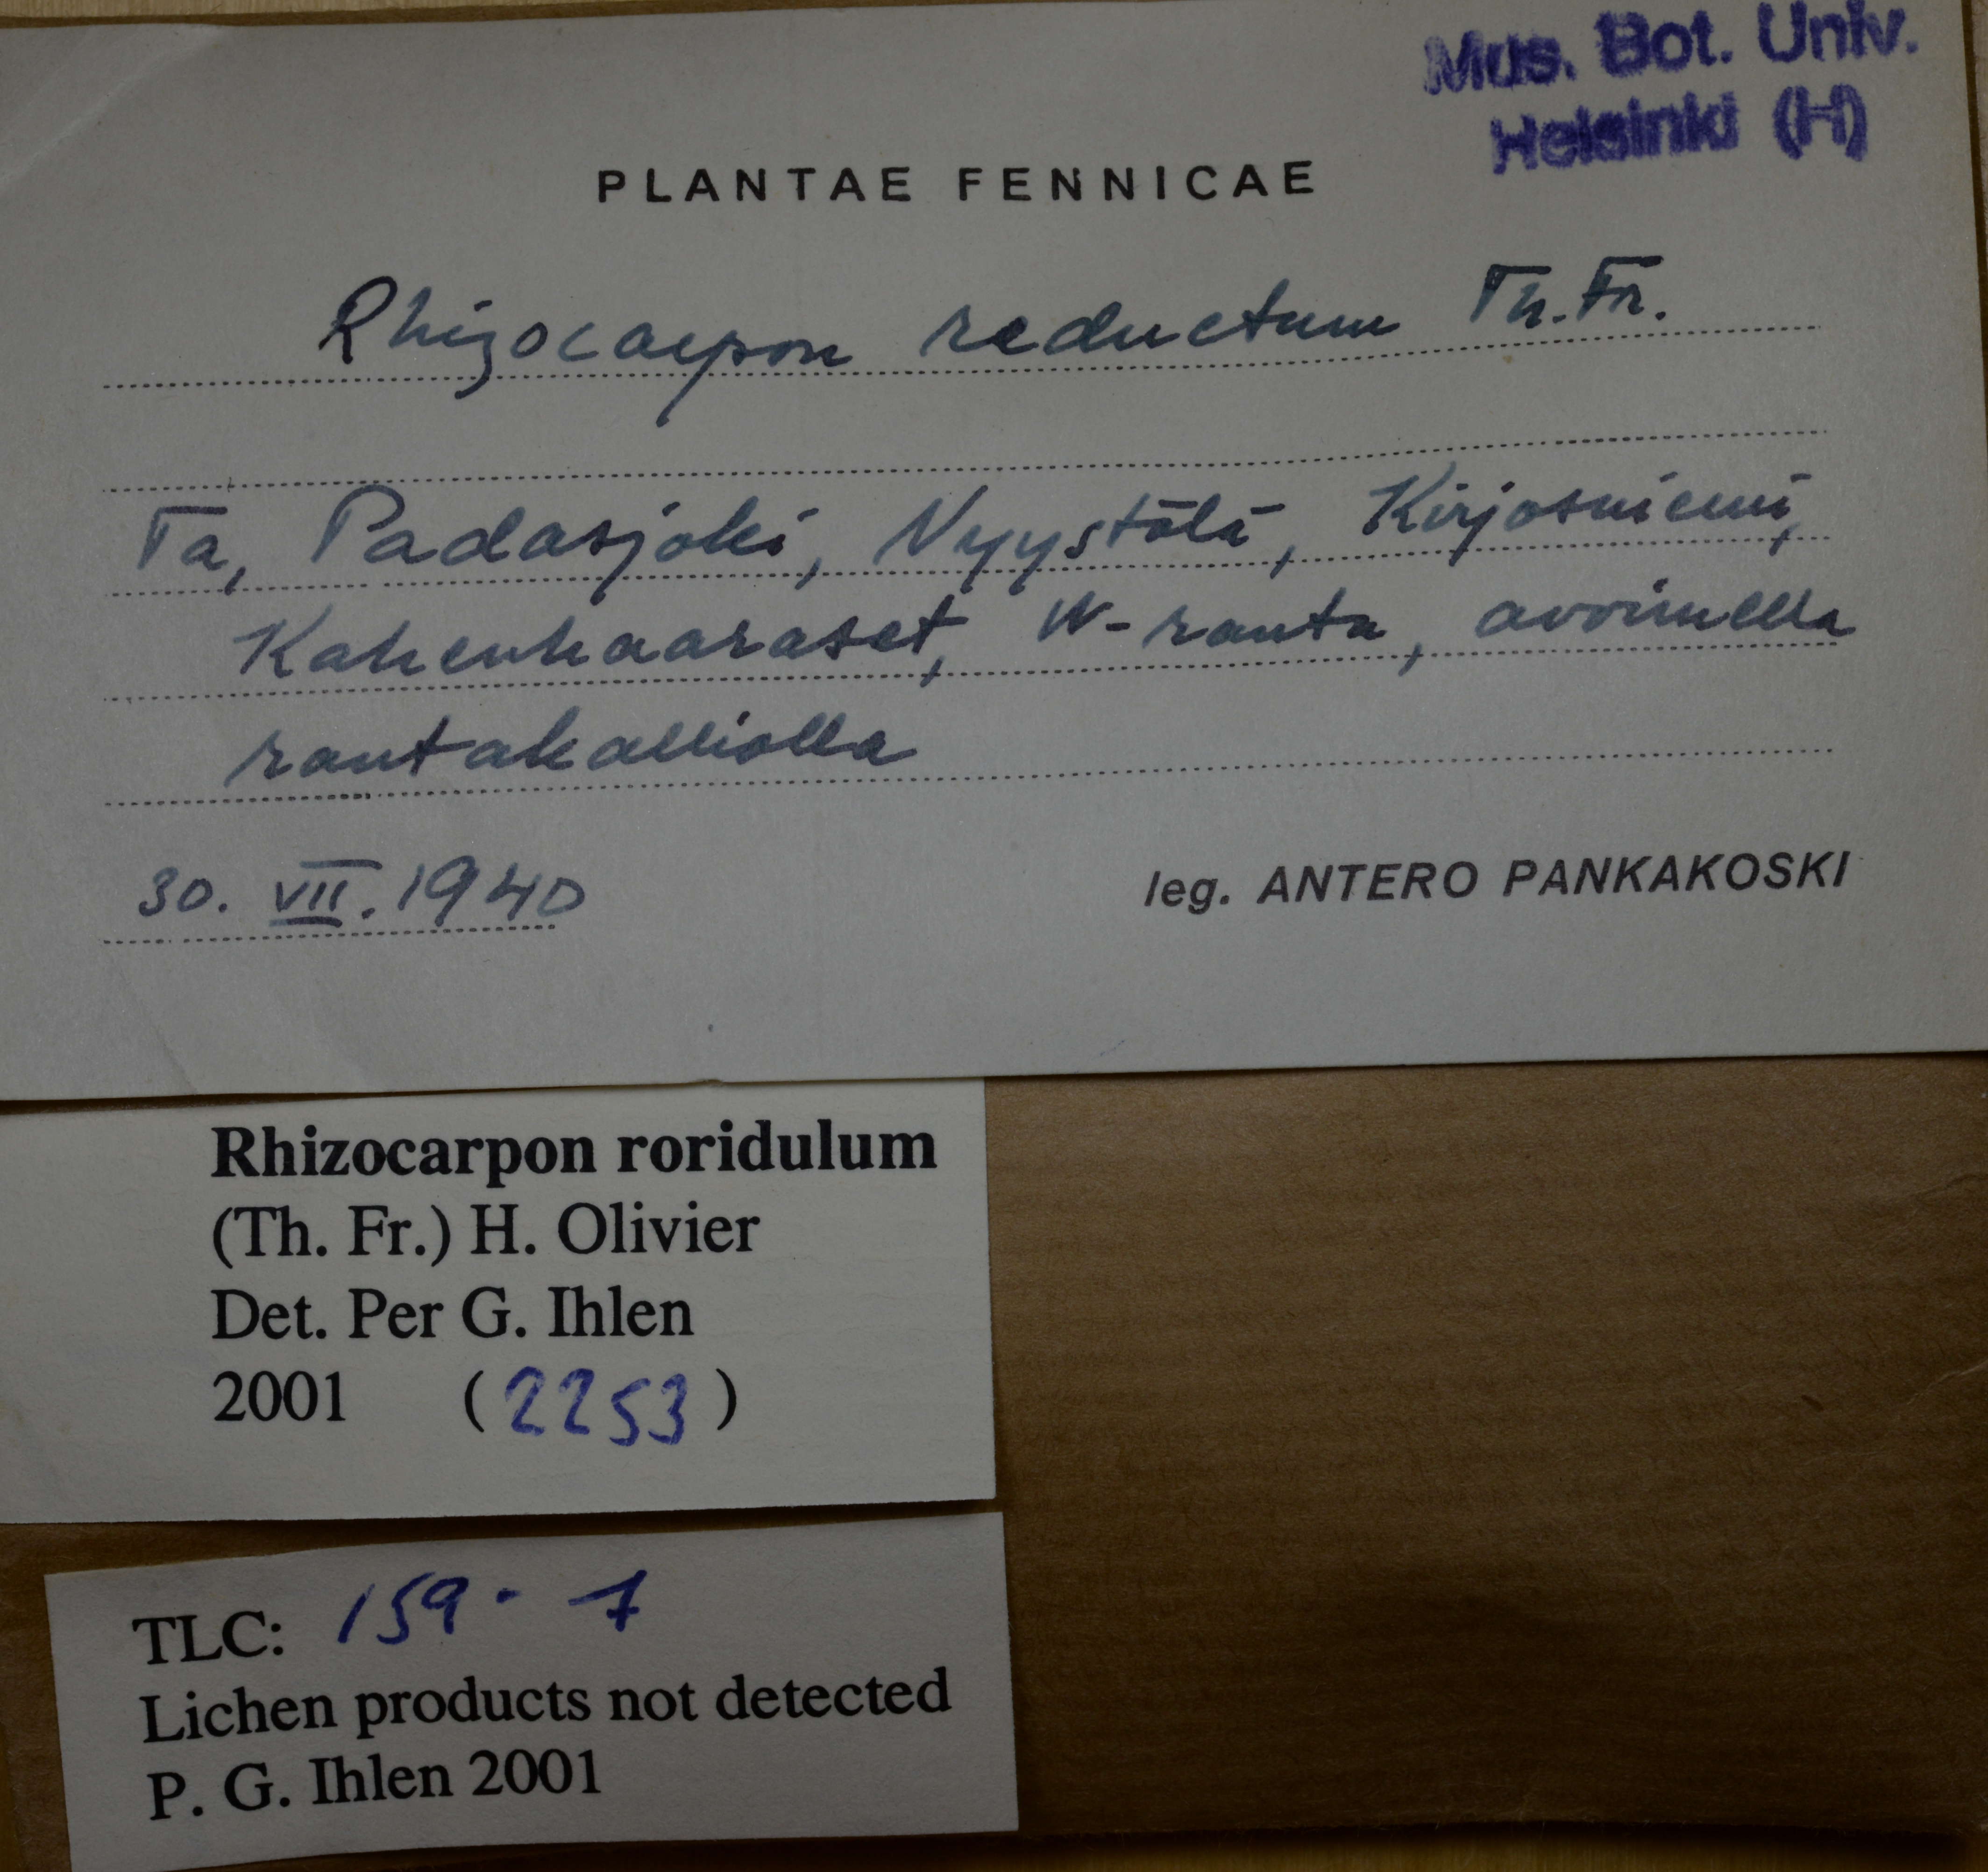 Mus. Bot. Univ.
Helsinki (H)
PLANTAE FENNICAE
Rhizocarpon reductum Th. Fr.
Ta, Padasjoki, Nyystölä, Kirjosniemi,
Kahenhaaraset, W-ranta, avoimella
rantakalliolla
30. VII. 1940
leg. ANTERO PANKAKOSKI
Rhizocarpon roridulum
(Th. Fr.) H. Olivier
Det. Per G. Ihlen
2001 (2253)
TLC: 159-7
Lichen products not detected
P. G. Ihlen 2001